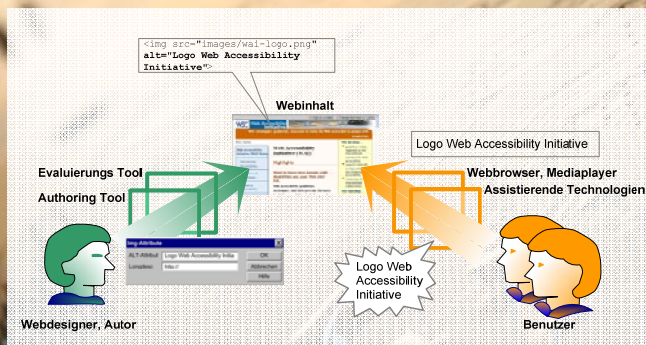 <img src="images/wai-logo.png"
alt="Logo Web Accessibility
Initiative">
Webinhalt
Logo Web Accessibility Initiative
Evaluierungs Tool
Authoring Tool
Webbrowser, Mediaplayer
Assistierende Technologien
Img-Attribute
ALT-Attribut: Logo Web Accessibility Initia OK
Longdesc: http:// Abbrechen
Hilfe
Logo Web
Accessibility
Initiative
Webdesigner, Autor
Benutzer